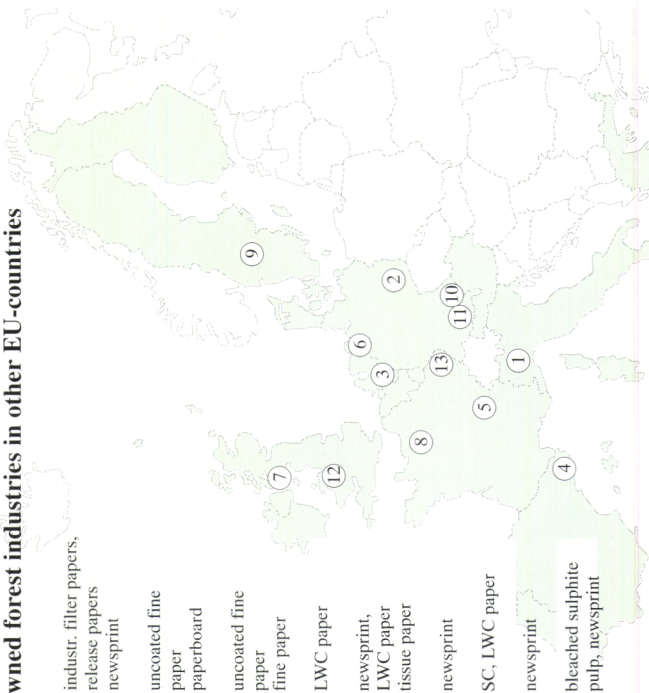 wned forest industries in other EU-countries
industr. filter papers,
release papers
newsprint
uncoated fine
paper
paperboard
uncoated fine
paper
fine paper
LWC paper
newsprint,
LWC paper
tissue paper
newsprint
SC, LWC paper
newsprint
bleached sulphite
pulp, newsprint
9
2
10
11
6
3
13
1
5
8
7
12
4